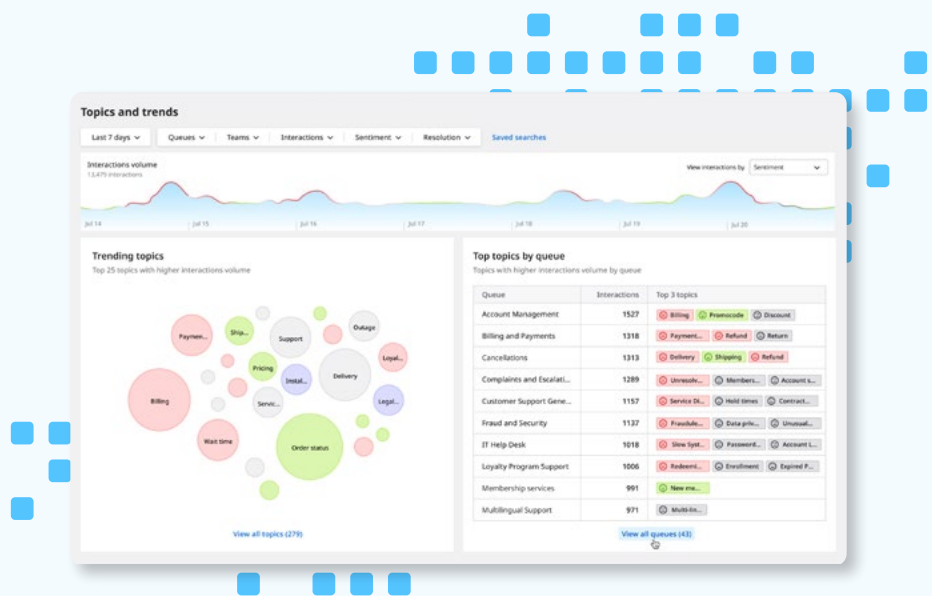 Topics and trends
Last 7 days Queues Teams Interactions Sentiment Resolution Saved searches
Interactions volume
13,475 interactions
View interactions by Sentiment
Jul 14 Jul 15 Jul 16 Jul 17 Jul 18 Jul 19 Jul 20
Trending topics
Top 25 topics with higher interactions volume
Outage
Ship...
Paymen...
Support
Loyal...
Pricing
Delivery
Instal...
Billing
Servic...
Legal...
Wait time
Order status
View all topics (279)
Top topics by queue
Topics with higher interactions volume by queue
Queue Interactions Top 3 topics
Account Management 1527 Billing Promocode Discount
Billing and Payments 1318 Payment... Refund Return
Cancellations 1313 Delivery Shipping Refund
Complaints and Escalati... 1289 Unresolv... Members... Account s...
Customer Support Gene... 1157 Service Di... Hold times Contract...
Fraud and Security 1137 Fraudule... Data priv... Unusual...
IT Help Desk 1018 Slow Syst... Password... Account L...
Loyalty Program Support 1006 Redeemi... Enrollment Expired P...
Membership services 991 New me...
Multilingual Support 971 Multi-lin...
View all queues (43)